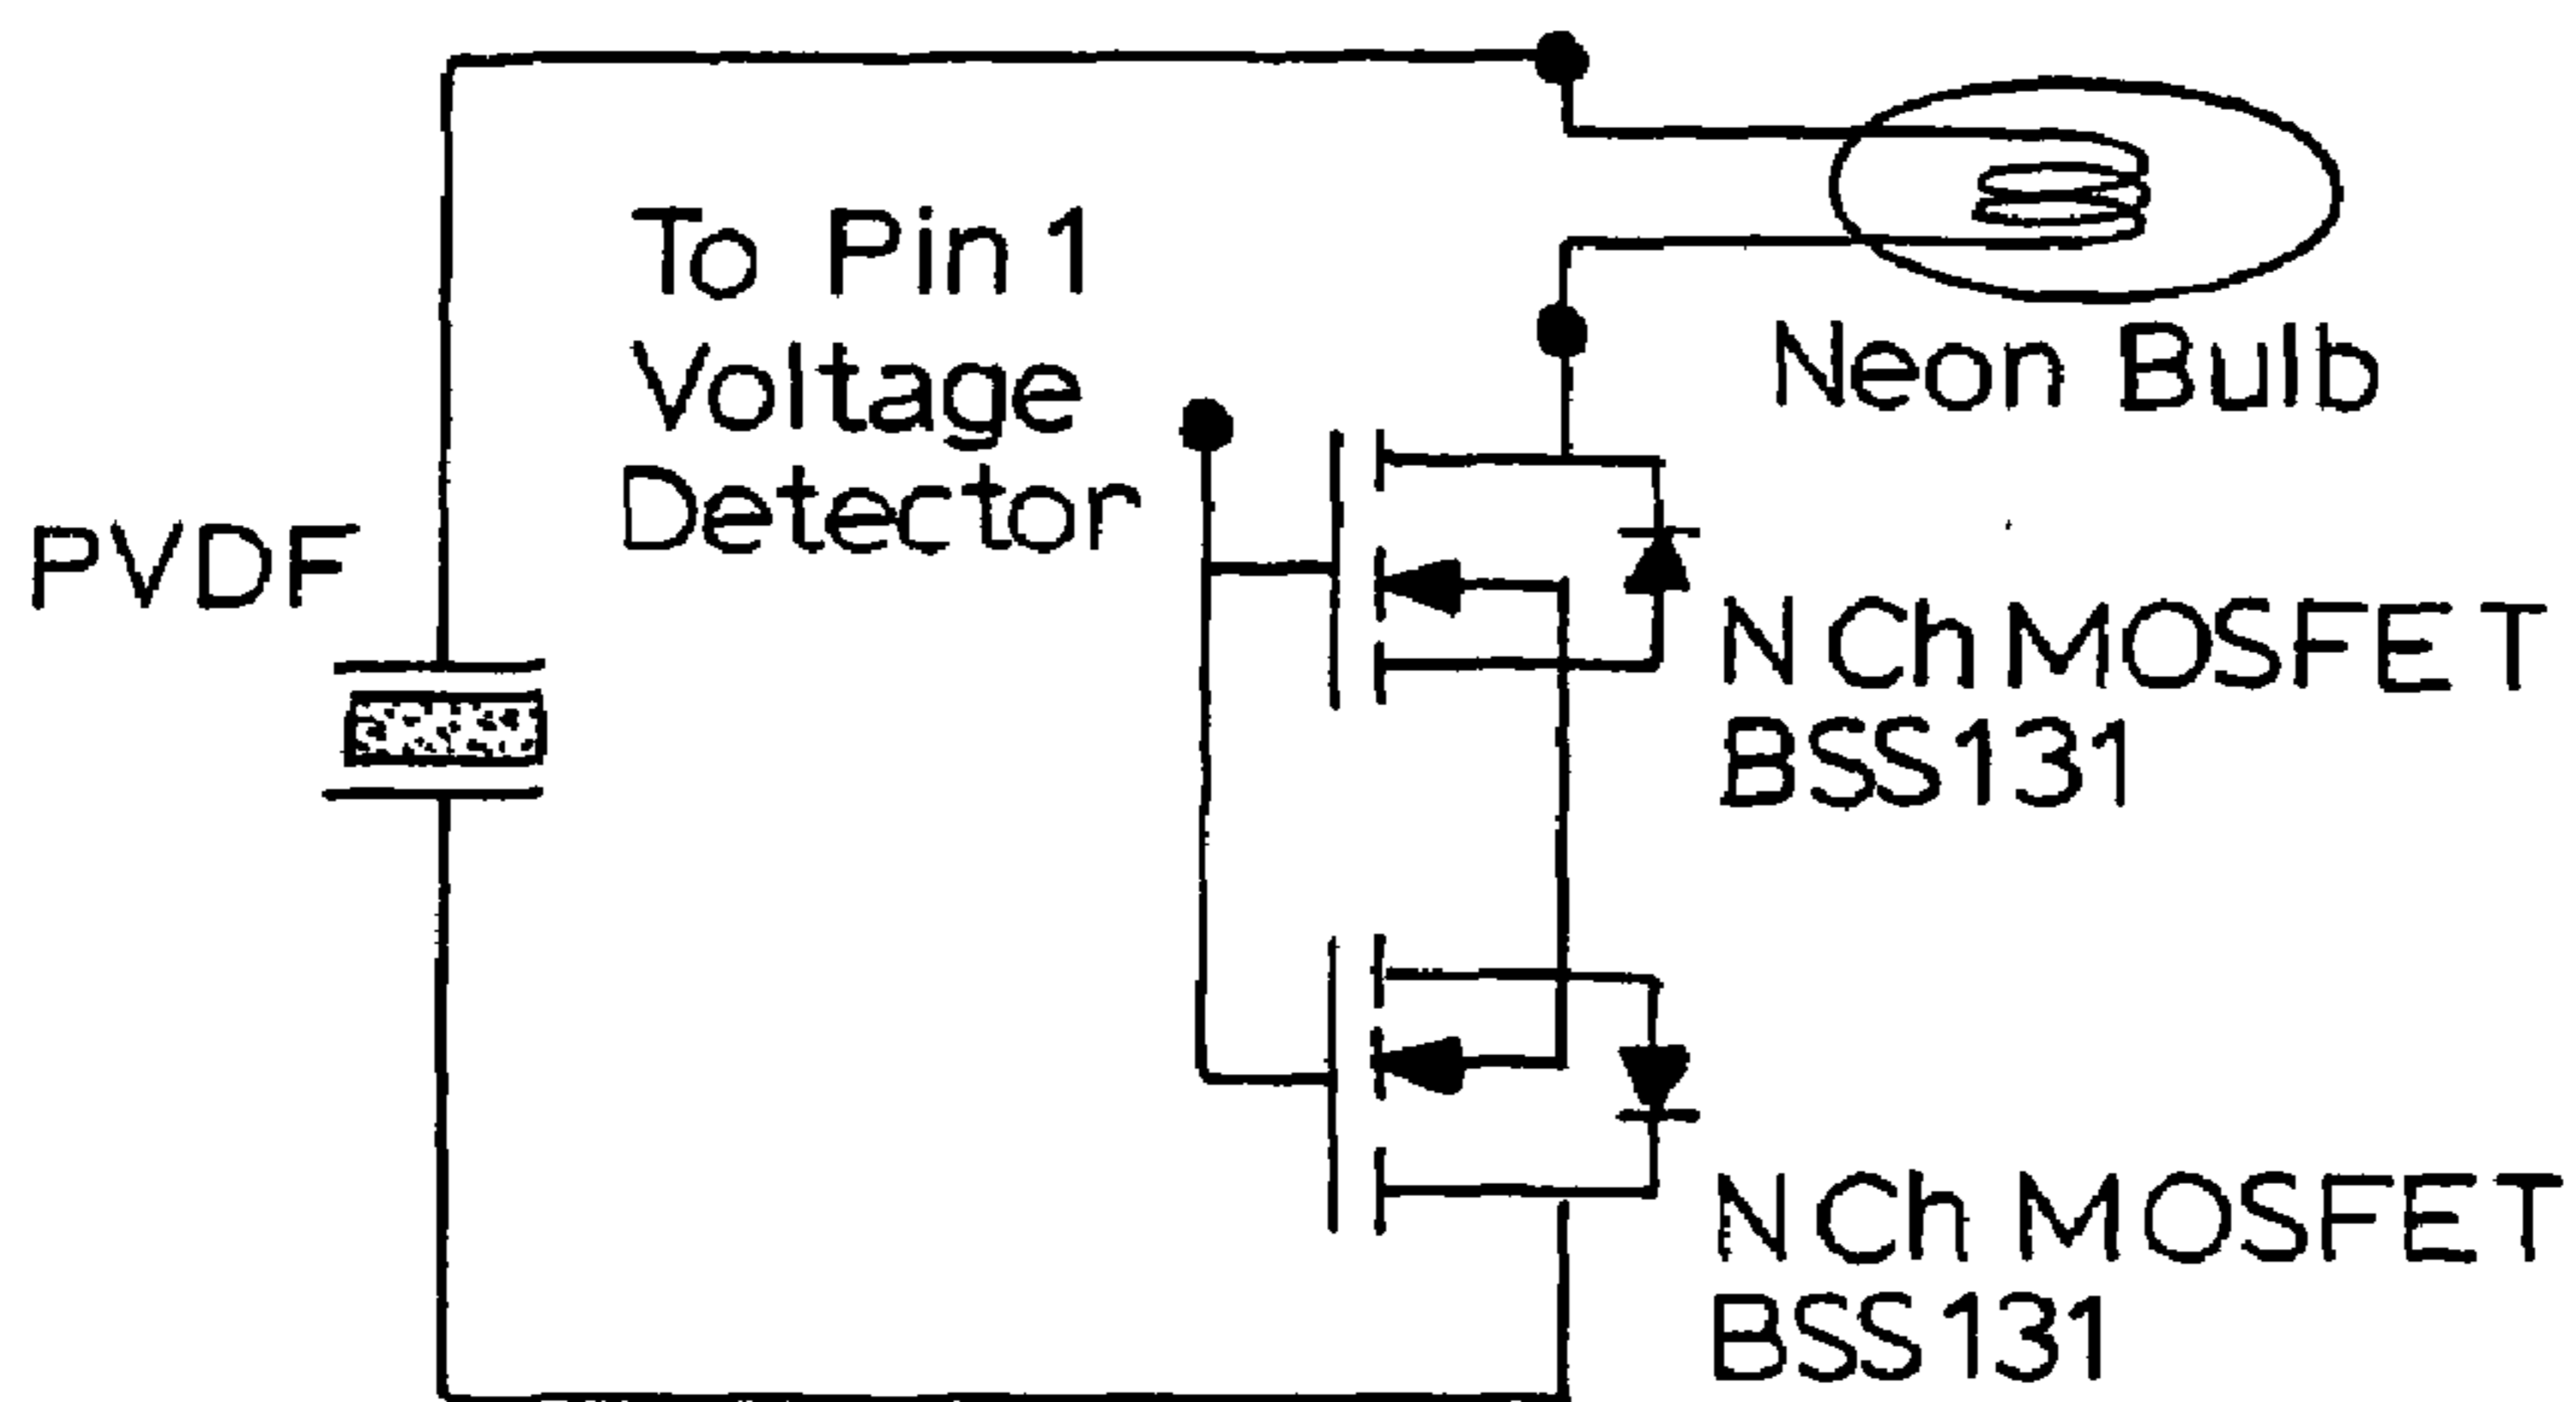 To Pin 1
Voltage
Detector
Neon Bulb
PVDF
N Ch MOSFET
BSS131
N Ch MOSFET
BSS131